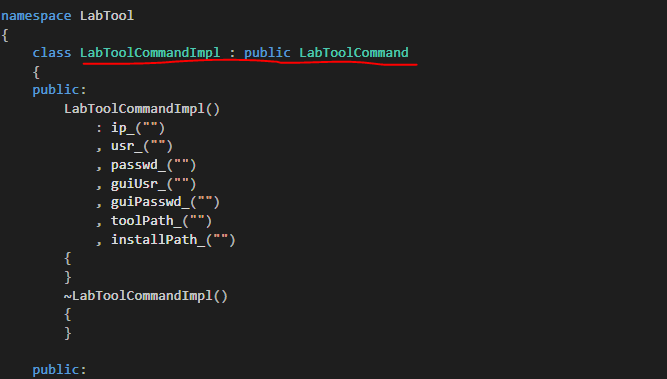 namespace LabTool
{
class LabToolCommandImpl : public LabToolCommand
{
public:
LabToolCommandImpl()
: ip_("")
, usr_("")
, passwd_("")
, guiUsr_("")
, guiPasswd_("")
, toolPath_("")
, installPath_("")
{
}
~LabToolCommandImpl()
{
}
public: